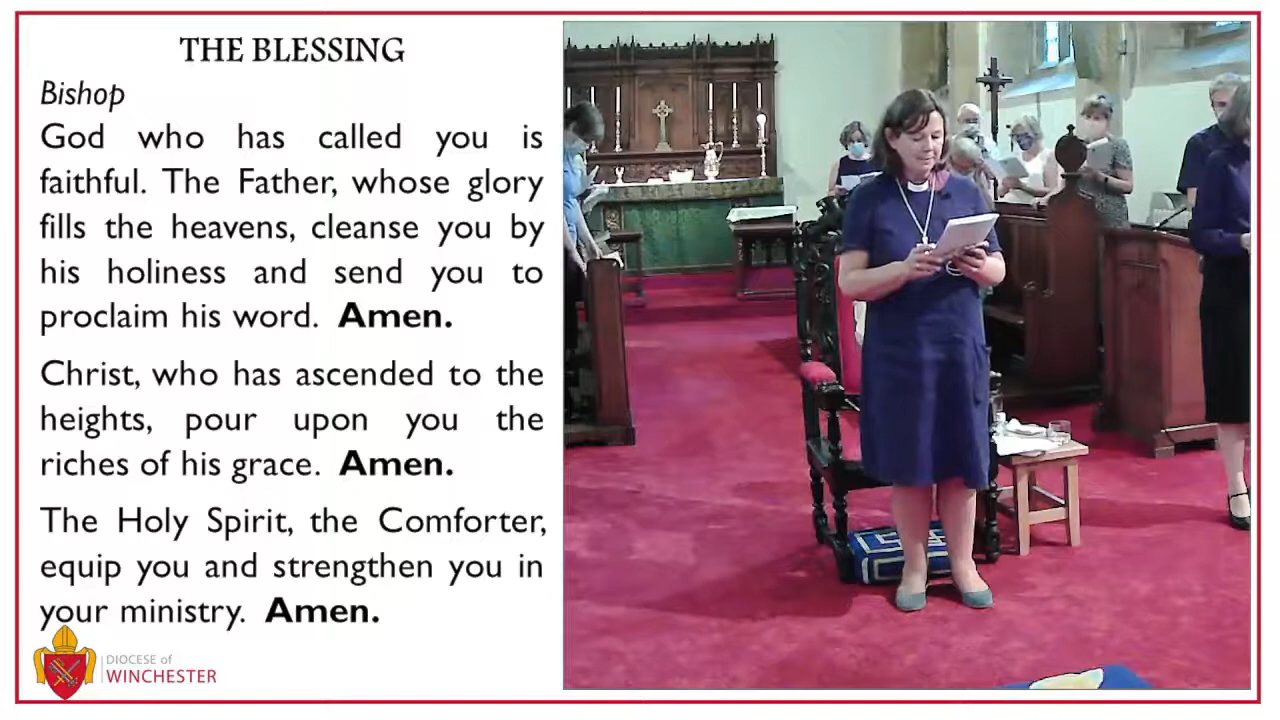 THE BLESSING
Bishop
God who has called you is
faithful. The Father, whose glory
fills the heavens, cleanse you by
his holiness and send you to
proclaim his word. Amen.
Christ, who has ascended to the
heights, pour upon you the
riches of his grace. Amen.
The Holy Spirit, the Comforter,
equip you and strengthen you in
your ministry. Amen.
DIOCESE of
WINCHESTER